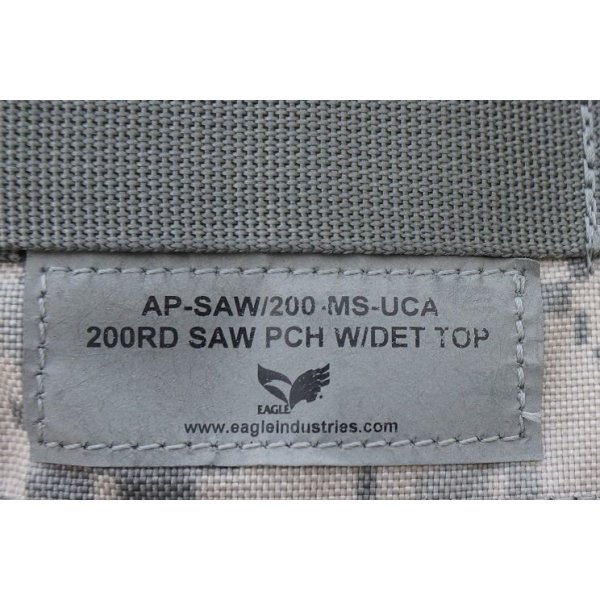 AP-SAW/200-MS-UCA
200RD SAW PCH W/DET TOP
EAGLE®
www.eagleindustries.com